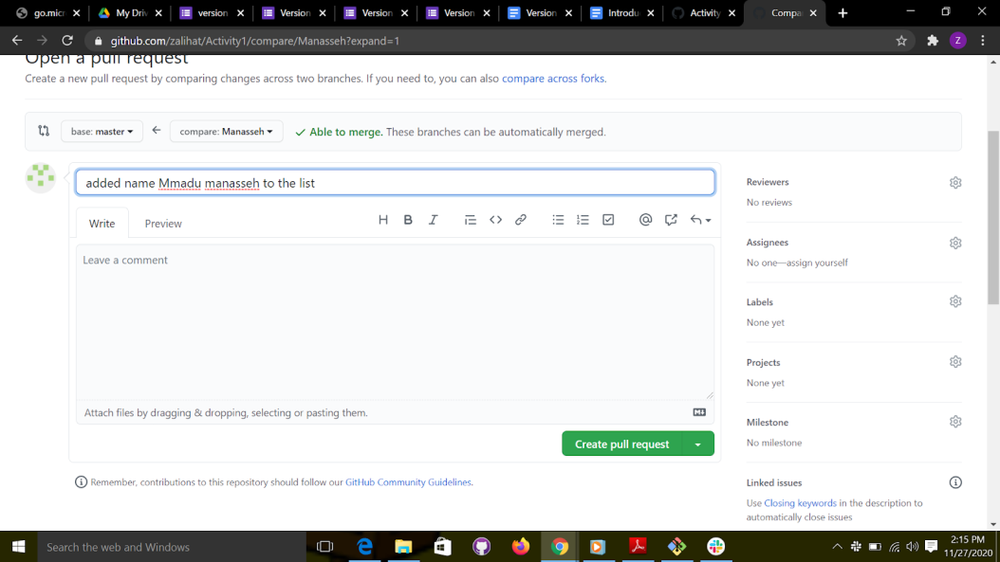 go.micr
My Driv
version
Version
Version
Version
Version
Introdu
Activity
Compa
github.com/zalihat/Activity1/compare/Manasseh?expand=1
Z
Open a pull request
Create a new pull request by comparing changes across two branches. If you need to, you can also compare across forks.
base: master
compare: Manasseh
Able to merge. These branches can be automatically merged.
added name Mmadu manasseh to the list
Write
Preview
H B I
Leave a comment
Attach files by dragging & dropping, selecting or pasting them.
Create pull request
Remember, contributions to this repository should follow our GitHub Community Guidelines.
Reviewers
No reviews
Assignees
No one—assign yourself
Labels
None yet
Projects
None yet
Milestone
No milestone
Linked issues
Use Closing keywords in the description to
automatically close issues
Search the web and Windows
2:15 PM
11/27/2020